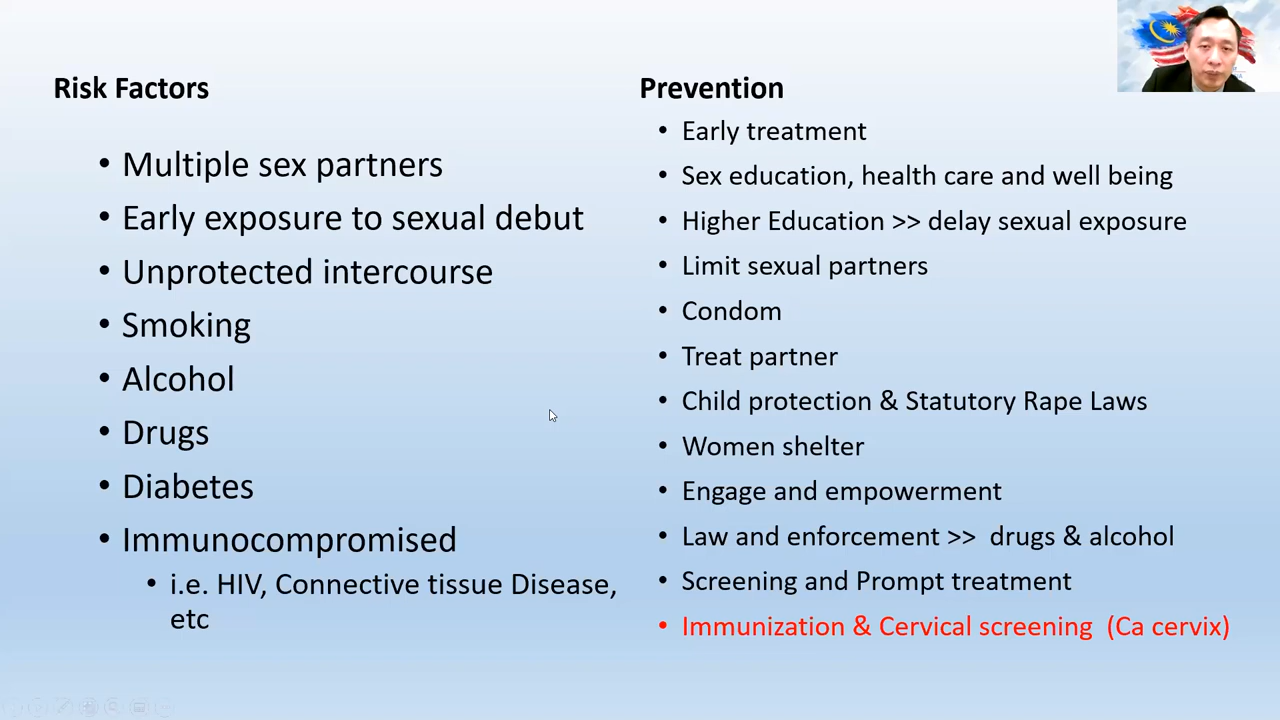 Risk Factors
• Multiple sex partners
• Early exposure to sexual debut
• Unprotected intercourse
• Smoking
• Alcohol
• Drugs
• Diabetes
• Immunocompromised
• i.e. HIV, Connective tissue Disease,
etc
Prevention
• Early treatment
• Sex education, health care and well being
• Higher Education >> delay sexual exposure
• Limit sexual partners
• Condom
• Treat partner
• Child protection & Statutory Rape Laws
• Women shelter
• Engage and empowerment
• Law and enforcement >> drugs & alcohol
• Screening and Prompt treatment
• Immunization & Cervical screening (Ca cervix)